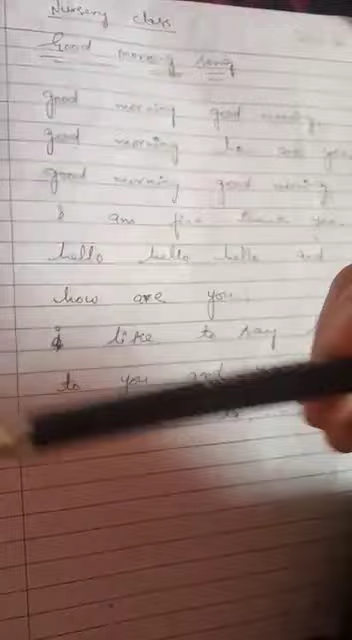 Nursery class
Good morning song
good morning good morning.
good morning to
good morning good morning
I am fine thank you.
hello hello hello and
how are you.
i like to say
to you and